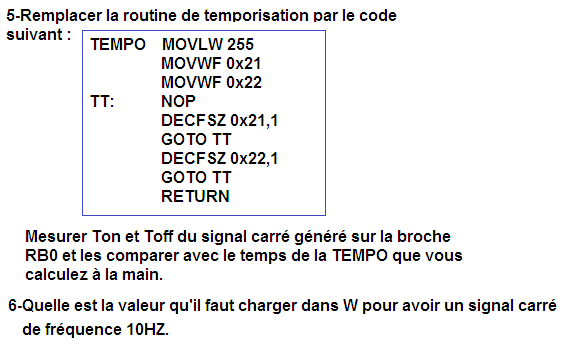 5-Remplacer la routine de temporisation par le code
suivant :
TEMPO MOVLW 255
MOVWF 0x21
MOVWF 0x22
TT: NOP
DECFSZ 0x21,1
GOTO TT
DECFSZ 0x22,1
GOTO TT
RETURN
Mesurer Ton et Toff du signal carré généré sur la broche
RB0 et les comparer avec le temps de la TEMPO que vous
calculez à la main.
6-Quelle est la valeur qu'il faut charger dans W pour avoir un signal carré
de fréquence 10HZ.